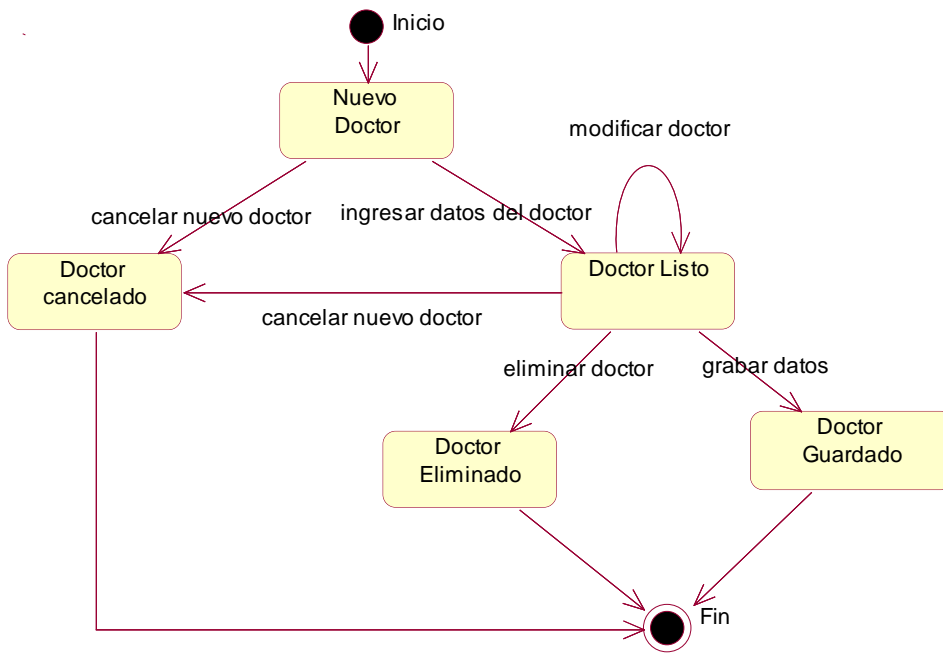 Inicio
Nuevo
Doctor
modificar doctor
cancelar nuevo doctor
ingresar datos del doctor
Doctor
cancelado
Doctor Listo
cancelar nuevo doctor
eliminar doctor
grabar datos
Doctor
Eliminado
Doctor
Guardado
Fin